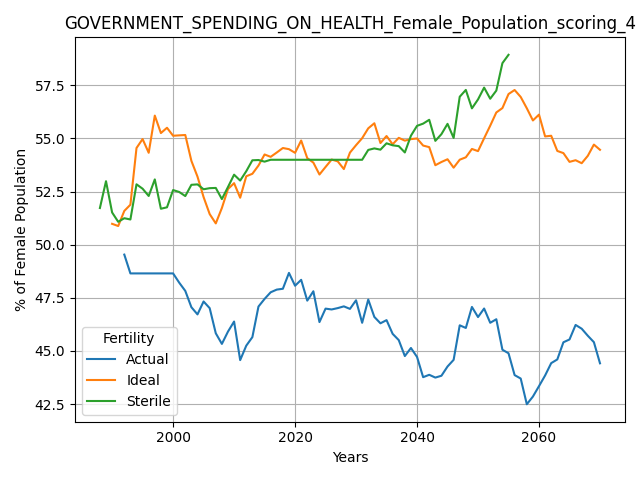 GOVERNMENT_SPENDING_ON_HEALTH_Female_Population_scoring_4
57.5
55.0
52.5
50.0
47.5
45.0
42.5
% of Female Population
Fertility
Actual
Ideal
Sterile
2000
2020
2040
2060
Years